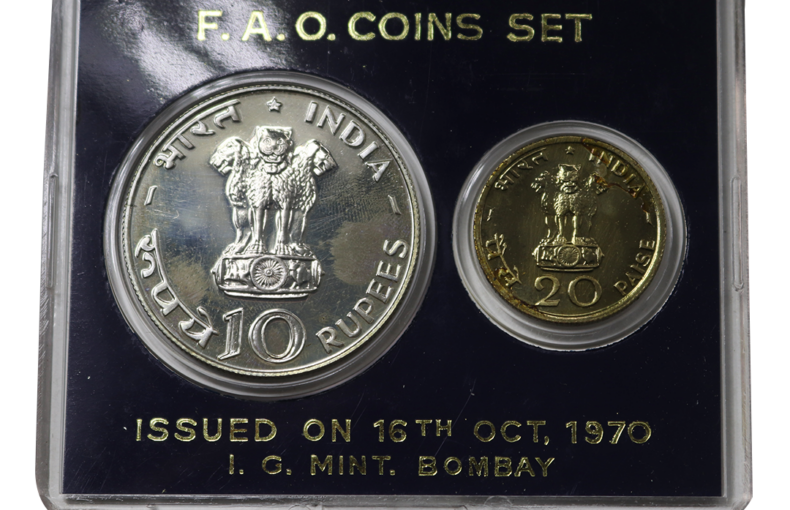 F. A. O. COINS SET
भारत ★ INDIA
रुपये 10 RUPEES
भारत ★ INDIA
पैसे 20 PAISE
ISSUED ON 16TH OCT, 1970
I. G. MINT. BOMBAY